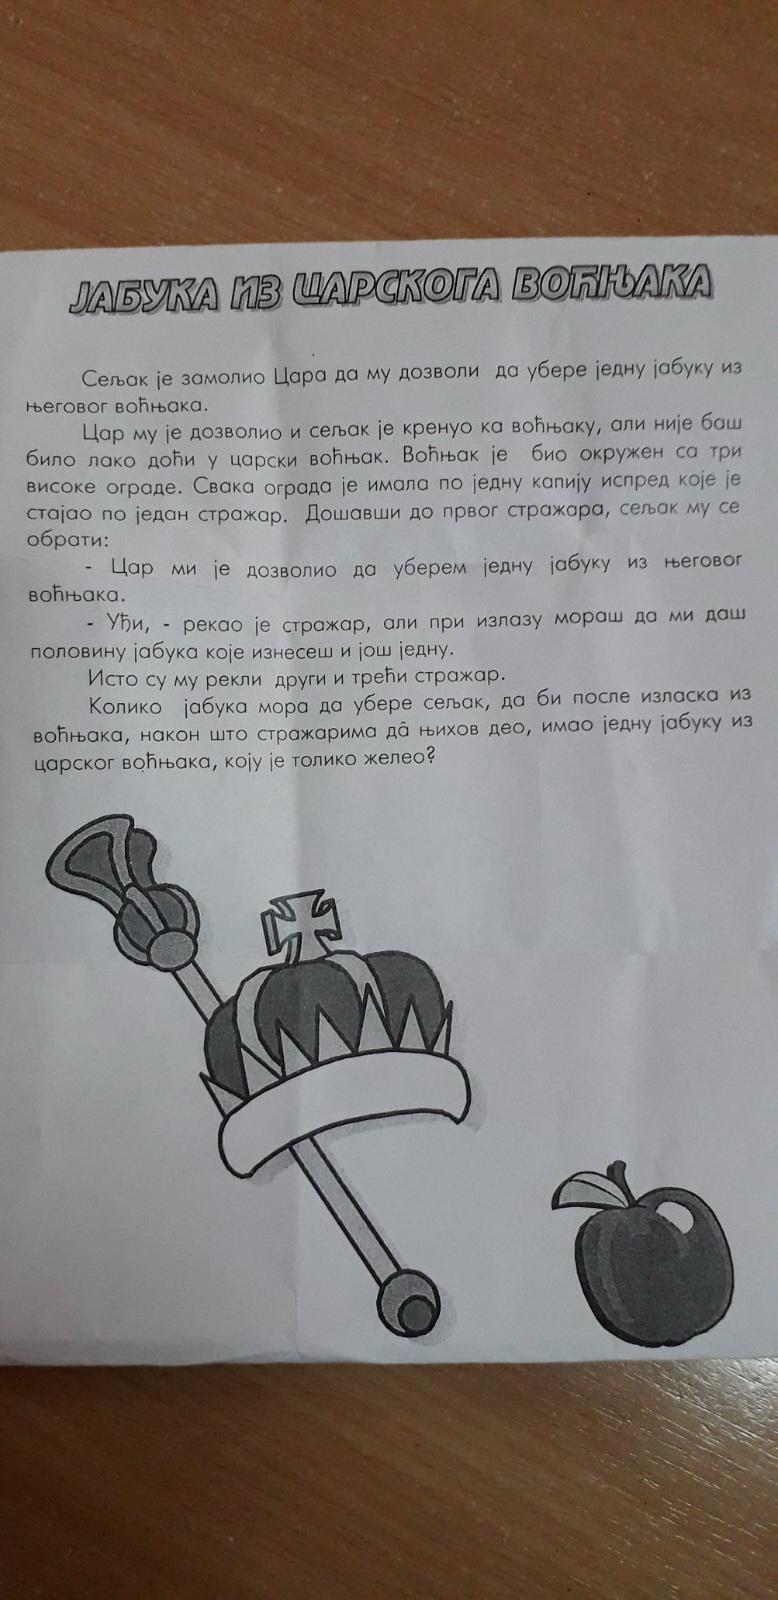 ЈАБУКА ИЗ ЦАРСКОГА ВОЋЊАКА
Сељак је замолио Цара да му дозволи да убере једну јабуку из
његовог воћњака.
Цар му је дозволио и сељак је кренуо ка воћњаку, али није баш
било лако доћи у царски воћњак. Воћњак је био окружен са три
високе ограде. Свака ограда је имала по једну капију испред које је
стајао по један стражар. Дошавши до првог стражара, сељак му се
обрати:
- Цар ми је дозволио да уберем једну јабуку из његовог
воћњака.
- Уђи, - рекао је стражар, али при излазу мораш да ми даш
половину јабука које изнесеш и још једну.
Исто су му рекли други и трећи стражар.
Колико јабука мора да убере сељак, да би после изласка из
воћњака, након што стражарима дâ њихов део, имао једну јабуку из
царског воћњака, коју је толико желео?